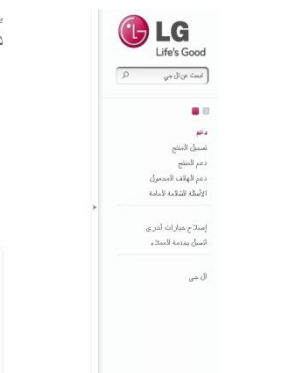 LG
Life's Good
ابحث عن ال جي
دعم
تسجيل المنتج
دعم المنتج
دعم الهاتف المحمول
الأسئلة الشائعة العامة
إصلاح خيارات أخرى
اتصل بخدمة العملاء
ال جي